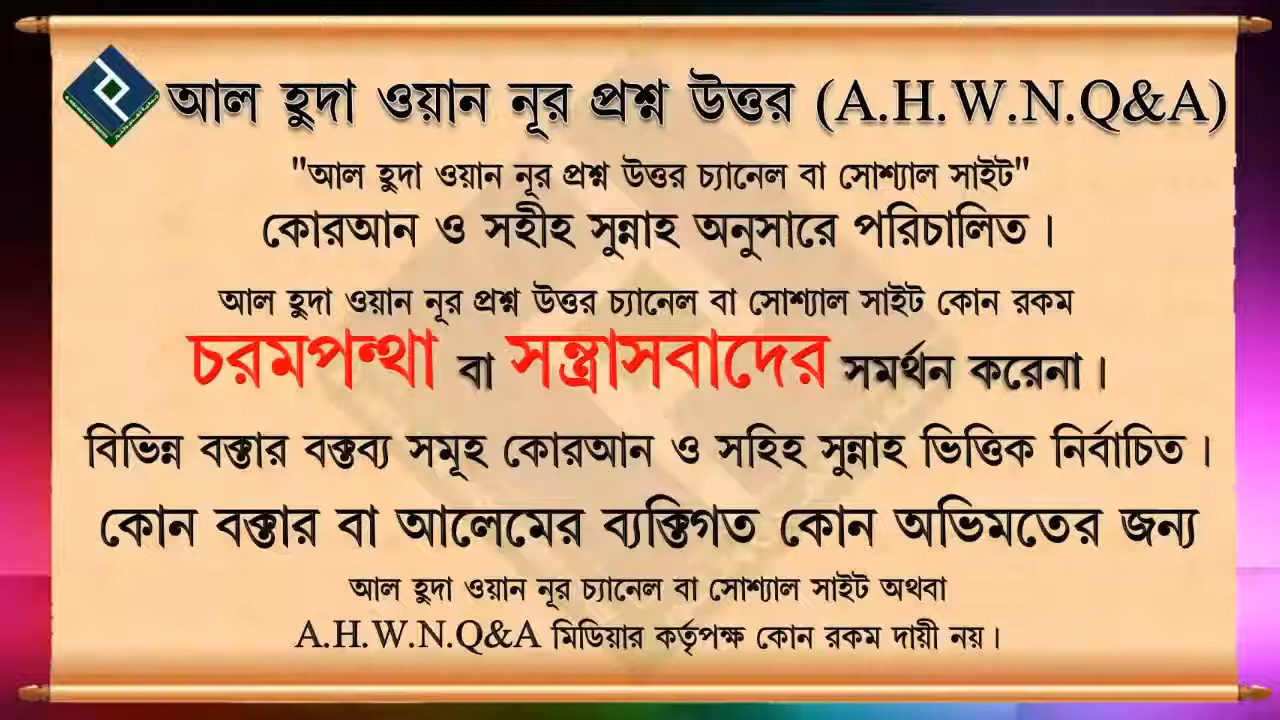 আল হুদা ওয়ান নূর প্রশ্ন উত্তর (A.H.W.N.Q&A)
"আল হুদা ওয়ান নূর প্রশ্ন উত্তর চ্যানেল বা সোশ্যাল সাইট"
কোরআন ও সহীহ সুন্নাহ অনুসারে পরিচালিত।
আল হুদা ওয়ান নূর প্রশ্ন উত্তর চ্যানেল বা সোশ্যাল সাইট কোন রকম
চরমপন্থা বা সন্ত্রাসবাদের সমর্থন করেনা।
বিভিন্ন বক্তার বক্তব্য সমূহ কোরআন ও সহিহ সুন্নাহ ভিত্তিক নির্বাচিত।
কোন বক্তার বা আলেমের ব্যক্তিগত কোন অভিমতের জন্য
আল হুদা ওয়ান নূর চ্যানেল বা সোশ্যাল সাইট অথবা
A.H.W.N.Q&A মিডিয়ার কর্তৃপক্ষ কোন রকম দায়ী নয়।